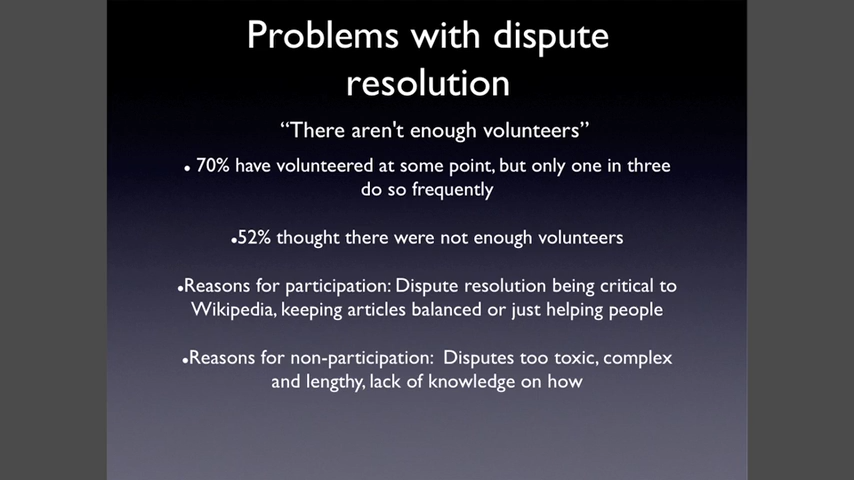 Problems with dispute
resolution
“There aren't enough volunteers”
• 70% have volunteered at some point, but only one in three
do so frequently
•52% thought there were not enough volunteers
•Reasons for participation: Dispute resolution being critical to
Wikipedia, keeping articles balanced or just helping people
•Reasons for non-participation:  Disputes too toxic, complex
and lengthy, lack of knowledge on how